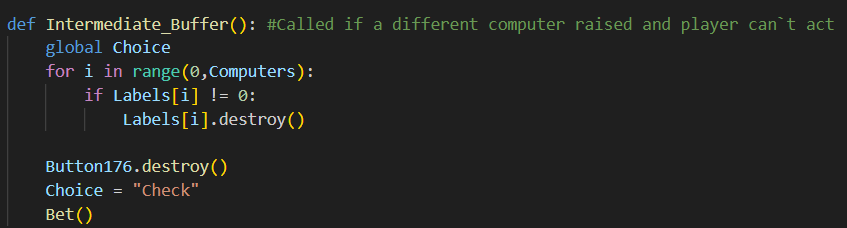 def Intermediate_Buffer(): #Called if a different computer raised and player can`t act
    global Choice
    for i in range(0,Computers):
        if Labels[i] != 0:
            Labels[i].destroy()
    Button176.destroy()
    Choice = "Check"
    Bet()